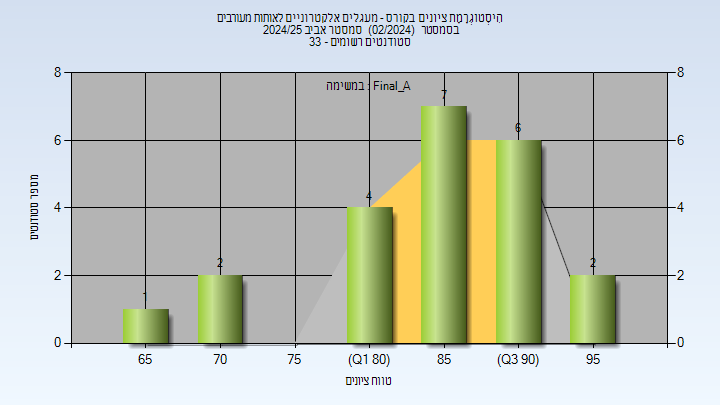 היסטוגרמת ציונים בקורס - מעגלים אלקטרוניים לאותות מעורבים
בסמסטר (02/2024) סמסטר אביב 2024/25
סטודנטים רשומים - 33
במשימה : Final_A
8
6
4
2
0
8
6
4
2
0
1
2
4
7
6
2
מספר סטודנטים
65
70
75
(Q1 80)
85
(Q3 90)
95
טווח ציונים